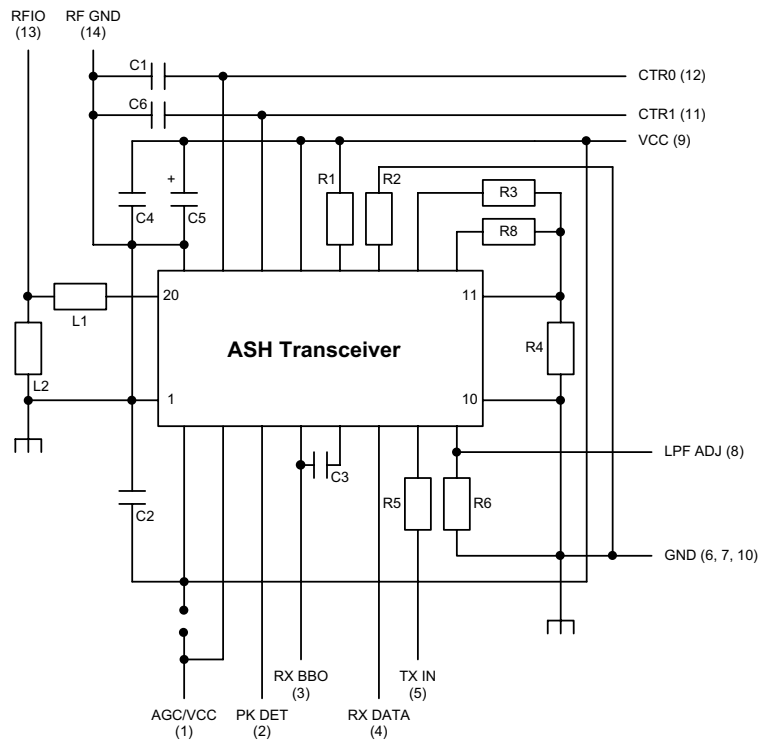 RFIO
(13)
RF GND
(14)
C1
CTR0 (12)
C6
CTR1 (11)
VCC (9)
+
C4
C5
R1
R2
R3
R8
20
11
L1
ASH Transceiver
R4
L2
1
10
C3
LPF ADJ (8)
C2
R5
R6
GND (6, 7, 10)
RX BBO
(3)
TX IN
(5)
AGC/VCC
(1)
PK DET
(2)
RX DATA
(4)